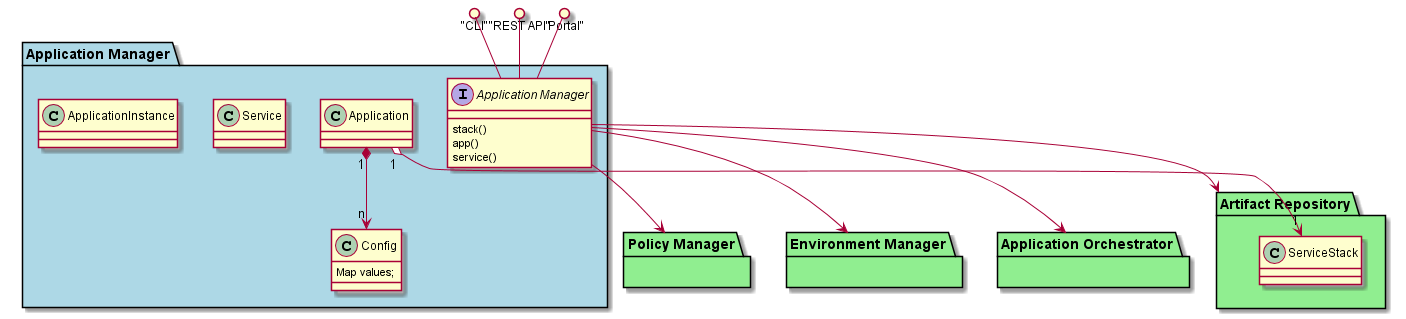 "CLI" "REST API" "Portal"
Application Manager
I Application Manager
stack()
app()
service()
C ApplicationInstance
C Service
C Application
1
1
n
C Config
Map values;
Policy Manager
Environment Manager
Application Orchestrator
Artifact Repository
C ServiceStack